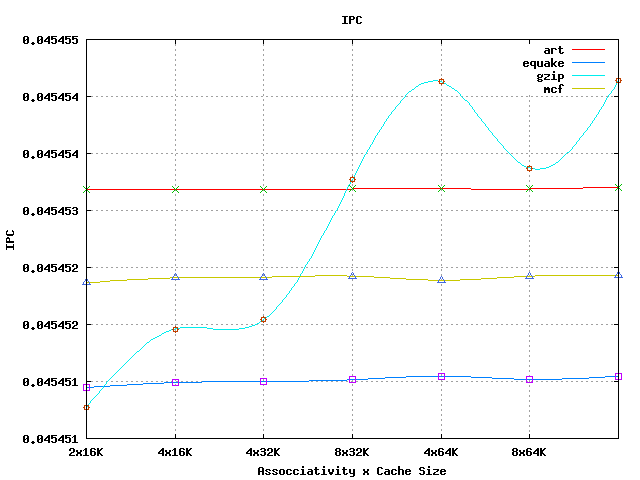 IPC
0.045455
0.045454
0.045454
0.045453
0.045452
0.045452
0.045451
0.045451
IPC
art
equake
gzip
mcf
2x16K 4x16K 4x32K 8x32K 4x64K 8x64K
Assocciativity x Cache Size